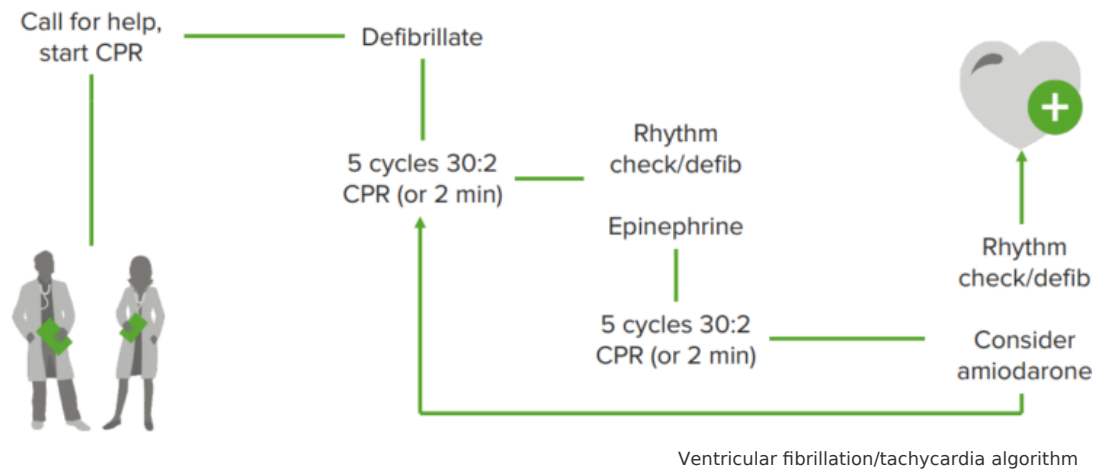 Call for help,
start CPR
Defibrillate
5 cycles 30:2
CPR (or 2 min)
Rhythm
check/defib
Epinephrine
5 cycles 30:2
CPR (or 2 min)
Rhythm
check/defib
Consider
amiodarone
Ventricular fibrillation/tachycardia algorithm